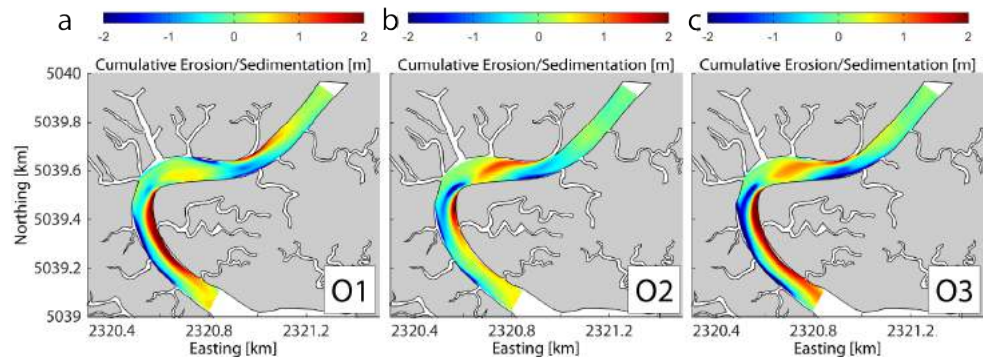 a b c
-2 -1 0 1 2 -2 -1 0 1 2 -2 -1 0 1 2
Cumulative Erosion/Sedimentation [m] Cumulative Erosion/Sedimentation [m] Cumulative Erosion/Sedimentation [m]
5040
5039.8
5039.6
5039.4
5039.2
5039
Northing [km]
O1 O2 O3
2320.4 2320.8 2321.2 2320.4 2320.8 2321.2 2320.4 2320.8 2321.2
Easting [km] Easting [km] Easting [km]